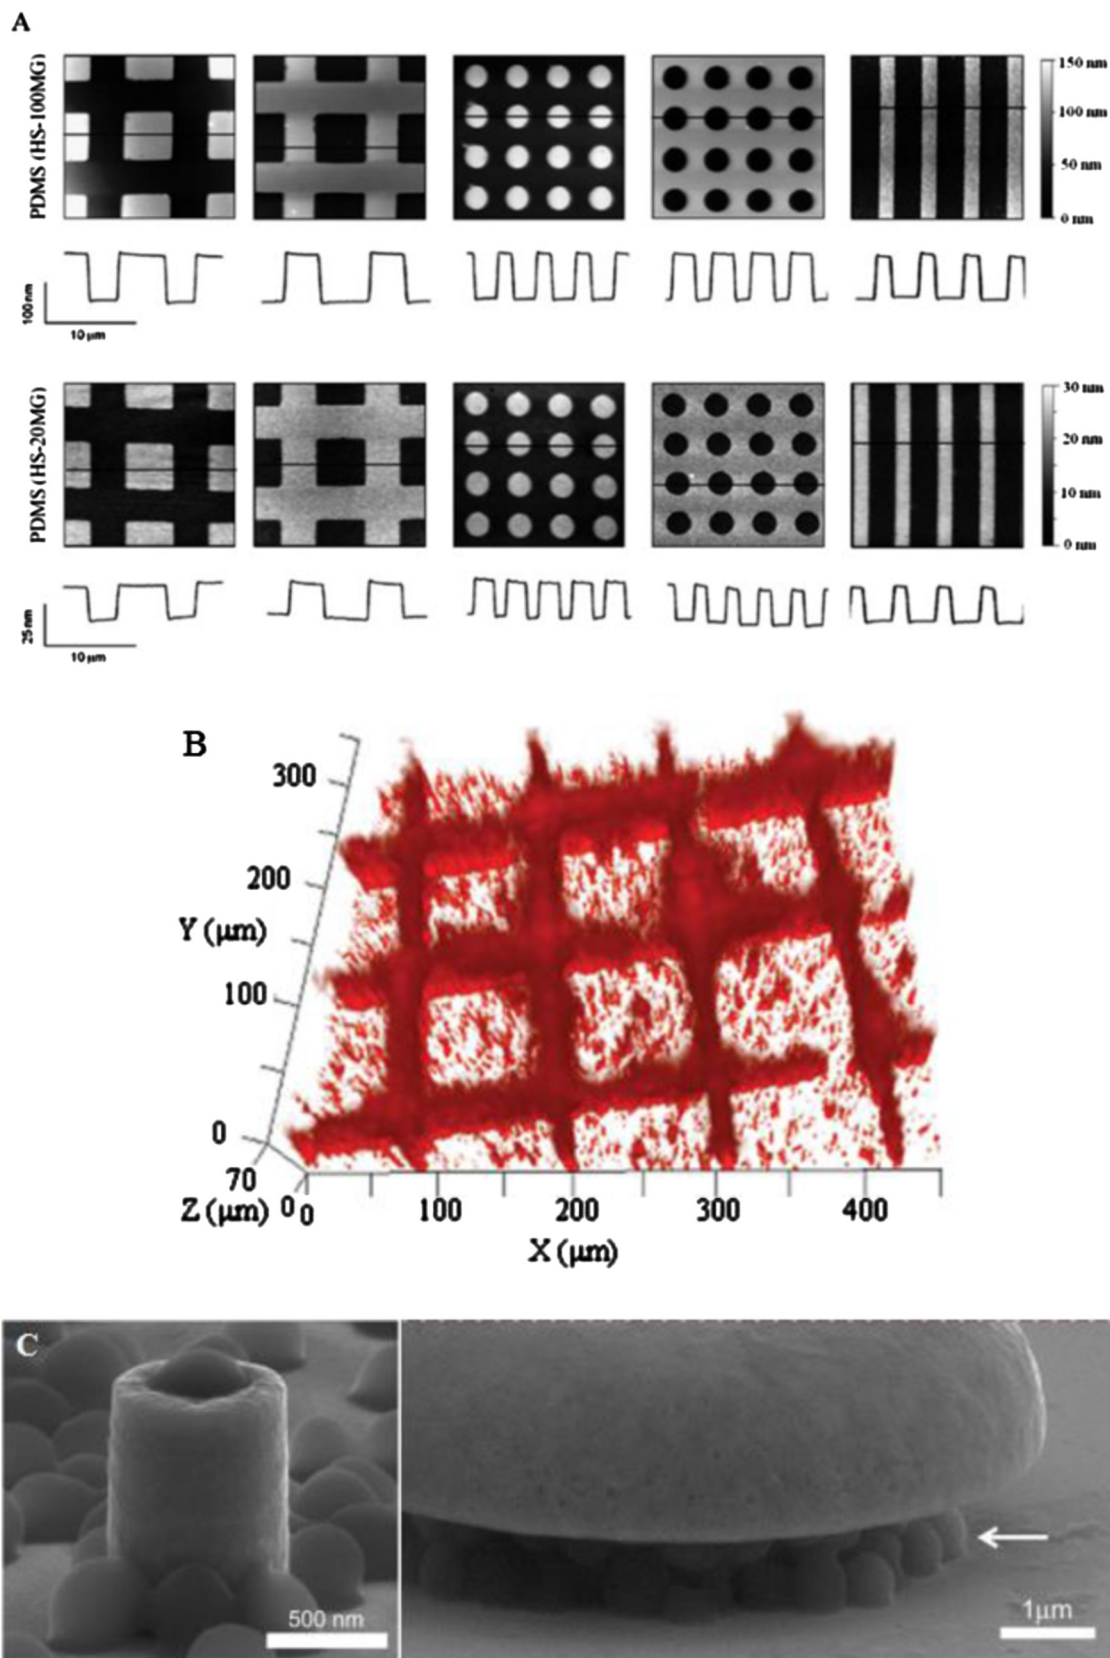 A
PDMS (HS-100MG)
150 nm
100 nm
50 nm
0 nm
100 nm
10 µm
PDMS (HS-20MG)
30 nm
20 nm
10 nm
0 nm
25 nm
10 µm
B
300
200
Y (µm)
100
0
70
Z (µm) 0
0 100 200 300 400
X (µm)
C
500 nm
1µm